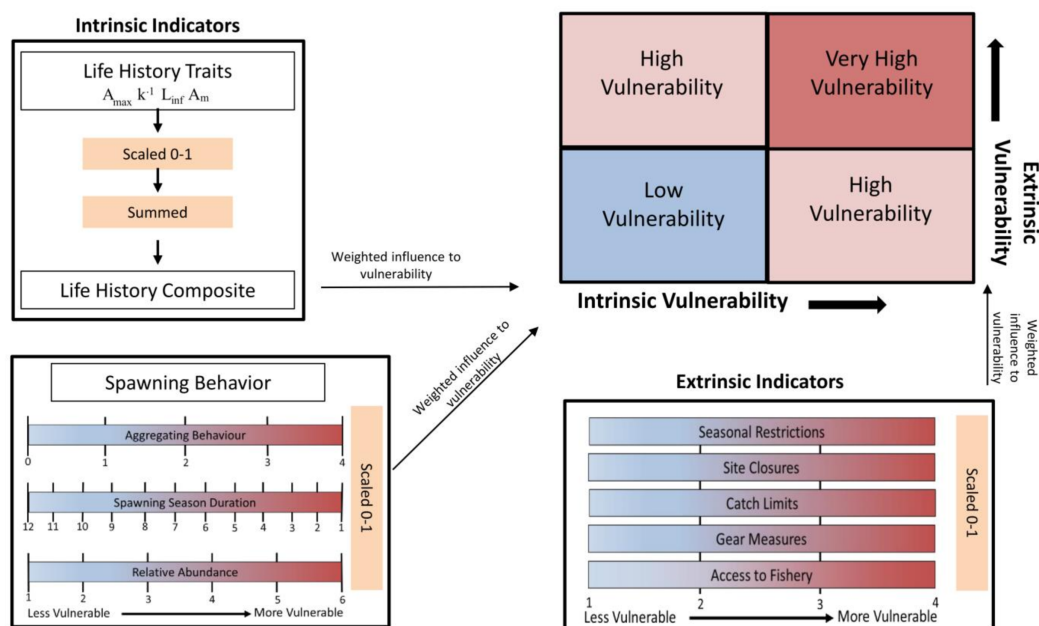 Intrinsic Indicators
Life History Traits
Amax k-1 Linf Am
Scaled 0-1
Summed
Life History Composite
Weighted influence to
vulnerability
Spawning Behavior
Aggregating Behaviour
0 1 2 3 4
Spawning Season Duration
12 11 10 9 8 7 6 5 4 3 2 1
Relative Abundance
1 2 3 4 5 6
Less Vulnerable More Vulnerable
Scaled 0-1
Weighted influence to
vulnerability
High
Vulnerability
Very High
Vulnerability
Low
Vulnerability
High
Vulnerability
Intrinsic Vulnerability
Extrinsic
Vulnerability
Weighted
influence to
vulnerability
Extrinsic Indicators
Seasonal Restrictions
Site Closures
Catch Limits
Gear Measures
Access to Fishery
1 2 3 4
Less Vulnerable More Vulnerable
Scaled 0-1